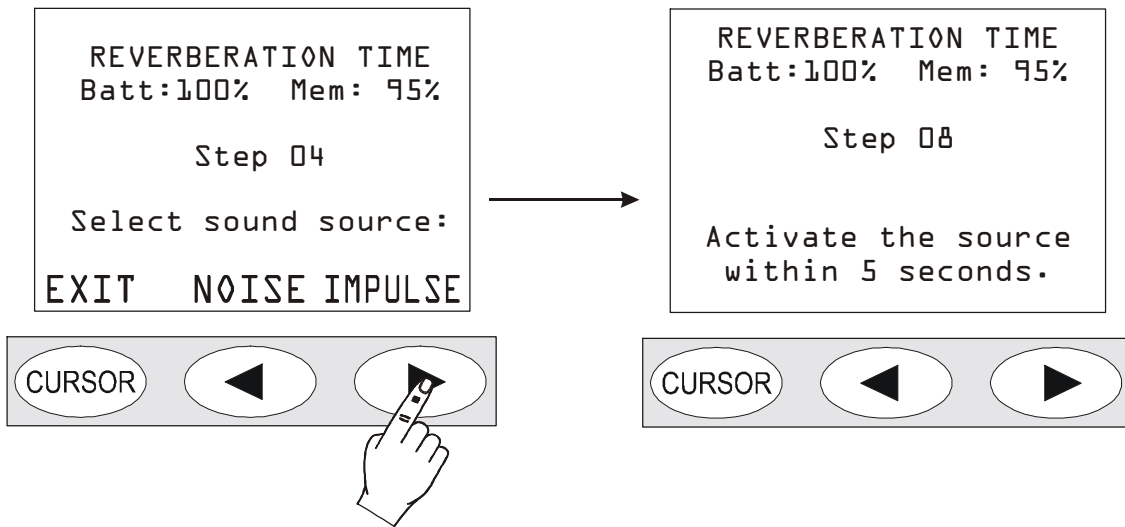 REVERBERATION TIME
Batt:100% Mem: 95%
Step 04
Select sound source:
EXIT NOISE IMPULSE
CURSOR
REVERBERATION TIME
Batt:100% Mem: 95%
Step 08
Activate the source
within 5 seconds.
CURSOR